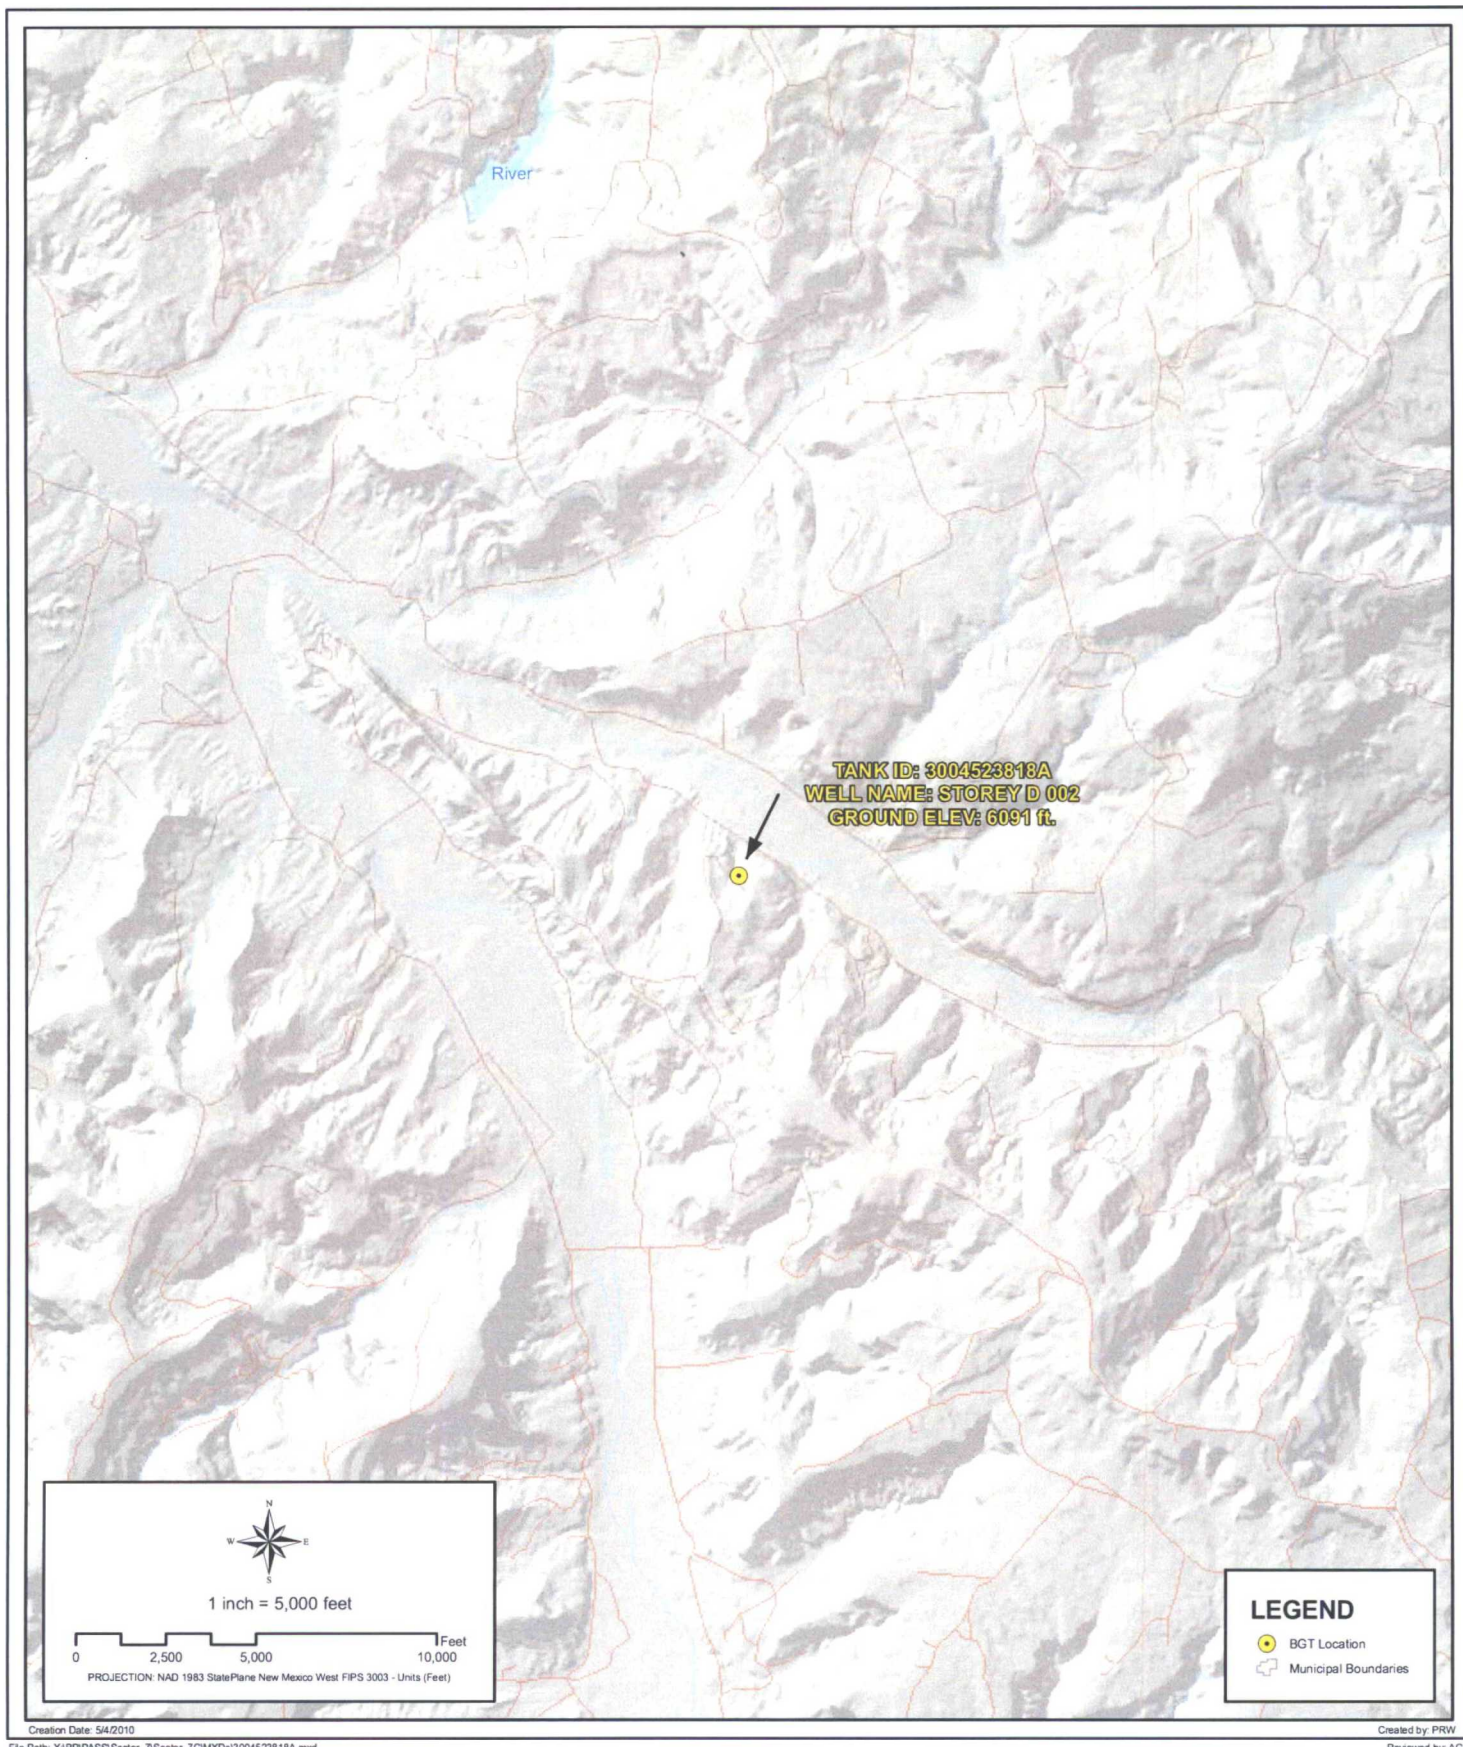 River
TANK ID: 3004523818A
WELL NAME: STOREY D 002
GROUND ELEV: 6091 ft.
N
W E
S
1 inch = 5,000 feet
Feet
0 2,500 5,000 10,000
PROJECTION: NAD 1983 StatePlane New Mexico West FIPS 3003 - Units (Feet)
LEGEND
BGT Location
Municipal Boundaries
Creation Date: 5/4/2010
Created by: PRW